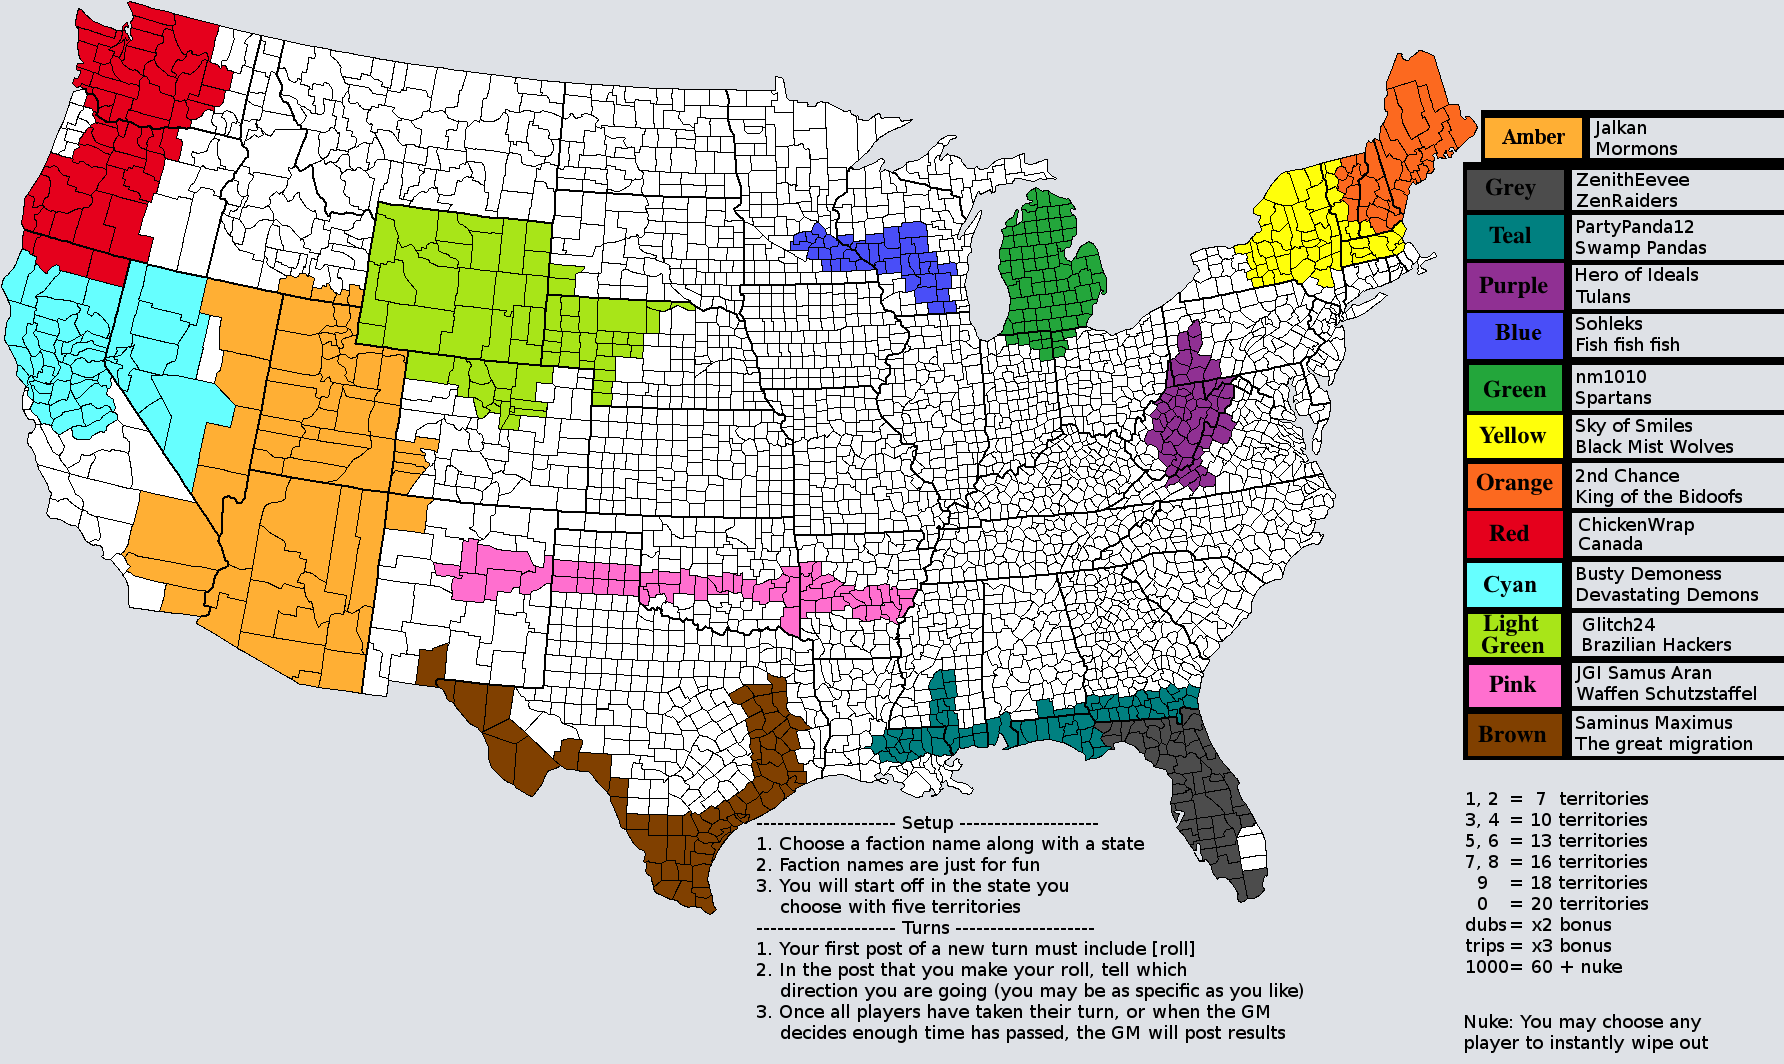 Amber
Jalkan
Mormons
Grey
ZenithEevee
ZenRaiders
Teal
PartyPanda12
Swamp Pandas
Purple
Hero of Ideals
Tulans
Blue
Sohleks
Fish fish fish
Green
nm1010
Spartans
Yellow
Sky of Smiles
Black Mist Wolves
Orange
2nd Chance
King of the Bidoofs
Red
ChickenWrap
Canada
Cyan
Busty Demoness
Devastating Demons
Light
Green
Glitch24
Brazilian Hackers
Pink
JGI Samus Aran
Waffen Schutzstaffel
Brown
Saminus Maximus
The great migration
1, 2 = 7 territories
3, 4 = 10 territories
5, 6 = 13 territories
7, 8 = 16 territories
9 = 18 territories
0 = 20 territories
dubs= x2 bonus
trips= x3 bonus
1000= 60 + nuke
Nuke: You may choose any
player to instantly wipe out
-------------------- Setup --------------------
1. Choose a faction name along with a state
2. Faction names are just for fun
3. You will start off in the state you
choose with five territories
-------------------- Turns --------------------
1. Your first post of a new turn must include [roll]
2. In the post that you make your roll, tell which
direction you are going (you may be as specific as you like)
3. Once all players have taken their turn, or when the GM
decides enough time has passed, the GM will post results